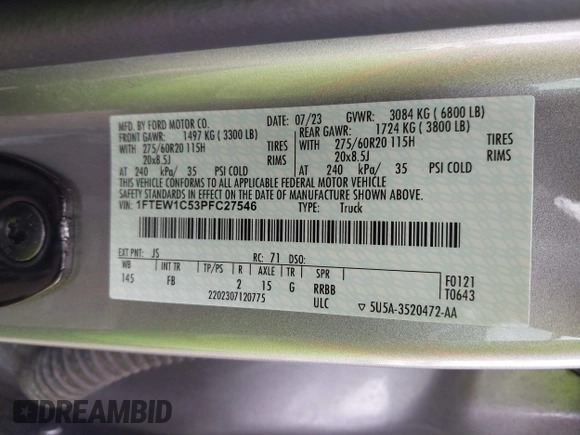 MFD. BY FORD MOTOR CO.
DATE: 07/23 GVWR: 3084 KG ( 6800 LB)
FRONT GAWR: 1497 KG ( 3300 LB) REAR GAWR: 1724 KG ( 3800 LB)
WITH 275/60R20 115H TIRES WITH 275/60R20 115H TIRES
20x8.5J RIMS 20x8.5J RIMS
AT 240 kPa/ 35 PSI COLD AT 240 kPa/ 35 PSI COLD
THIS VEHICLE CONFORMS TO ALL APPLICABLE FEDERAL MOTOR VEHICLE
SAFETY STANDARDS IN EFFECT ON THE DATE OF MANUFACTURE SHOWN ABOVE.
VIN: 1FTEW1C53PFC27546 TYPE: Truck
EXT PNT: JS RC: 71 DSO:
WB INT TR TP/PS R AXLE TR SPR
145 FB 2 15 G RRBB
2202307120775 ULC
F0121
T0643
▽ 5U5A-3520472-AA
DREAMBID